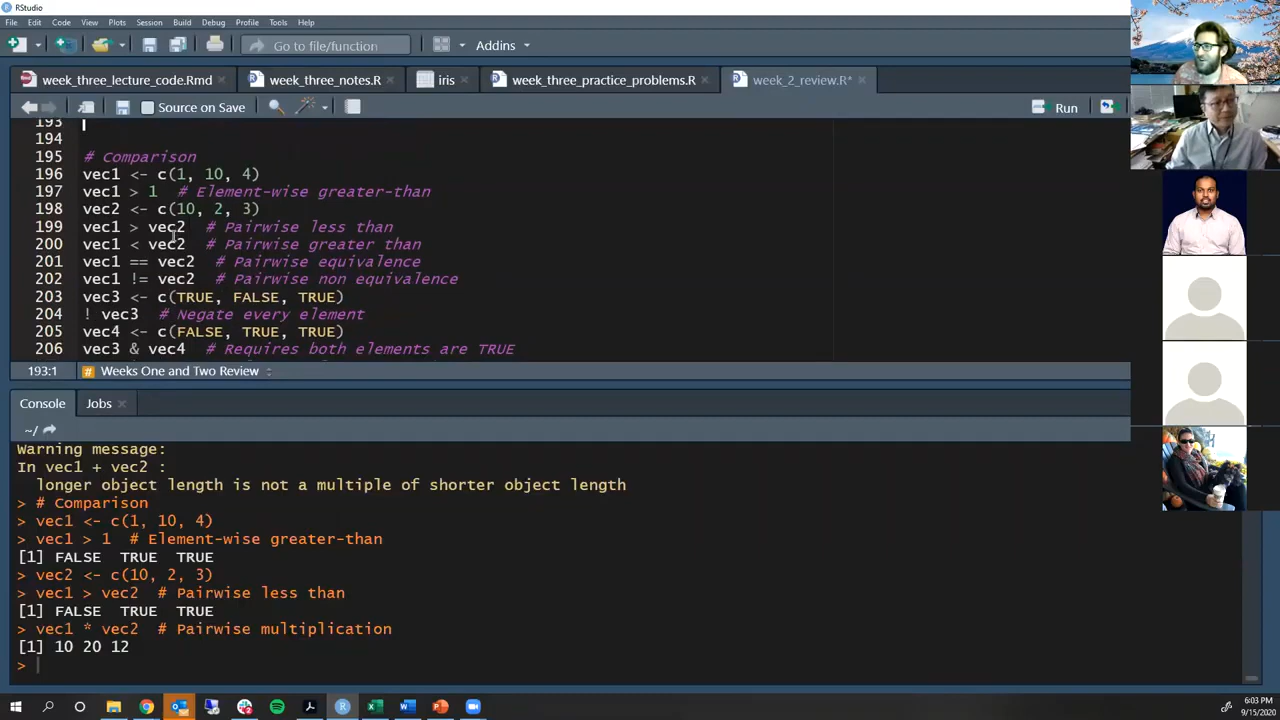 RStudio
File Edit Code View Plots Session Build Debug Profile Tools Help
Go to file/function Addins
week_three_lecture_code.Rmd week_three_notes.R iris week_three_practice_problems.R week_2_review.R*
Source on Save Run
193
194
195 # Comparison
196 vec1 <- c(1, 10, 4)
197 vec1 > 1 # Element-wise greater-than
198 vec2 <- c(10, 2, 3)
199 vec1 > vec2 # Pairwise less than
200 vec1 < vec2 # Pairwise greater than
201 vec1 == vec2 # Pairwise equivalence
202 vec1 != vec2 # Pairwise non equivalence
203 vec3 <- c(TRUE, FALSE, TRUE)
204 ! vec3 # Negate every element
205 vec4 <- c(FALSE, TRUE, TRUE)
206 vec3 & vec4 # Requires both elements are TRUE
193:1 # Weeks One and Two Review
Console Jobs
~/
Warning message:
In vec1 + vec2 :
longer object length is not a multiple of shorter object length
> # Comparison
> vec1 <- c(1, 10, 4)
> vec1 > 1 # Element-wise greater-than
[1] FALSE TRUE TRUE
> vec2 <- c(10, 2, 3)
> vec1 > vec2 # Pairwise less than
[1] FALSE TRUE TRUE
> vec1 * vec2 # Pairwise multiplication
[1] 10 20 12
>
6:03 PM
9/15/2020